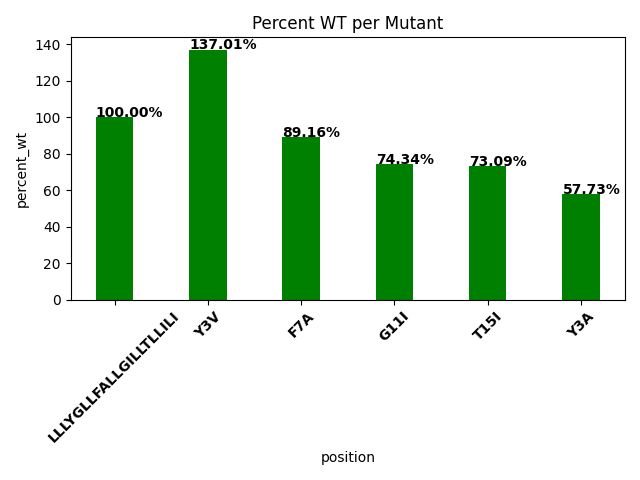 Percent WT per Mutant
percent_wt
140
120
100
80
60
40
20
0
100.00%
137.01%
89.16%
74.34%
73.09%
57.73%
LLLYGLLFALLGILLTLLILI
Y3V
F7A
G11I
T15I
Y3A
position